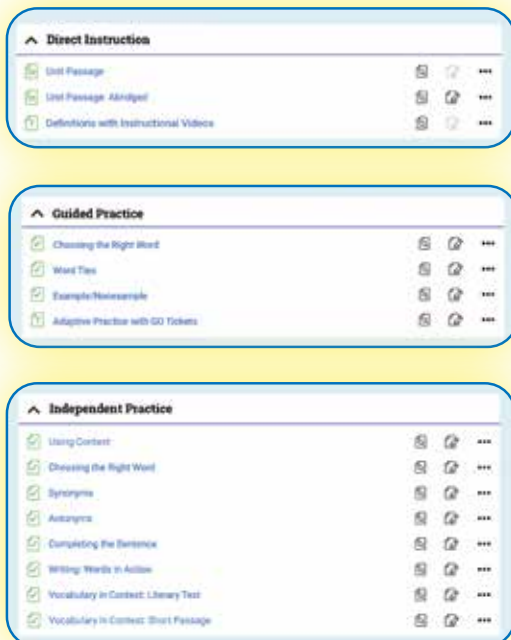 Direct Instruction
Unit Passage
Unit Passage: Abridged
Definitions with Instructional Videos
Guided Practice
Choosing the Right Word
Word Ties
Example/Nonexample
Adaptive Practice with GO Tickets
Independent Practice
Using Context
Choosing the Right Word
Synonyms
Antonyms
Completing the Sentence
Writing: Words in Action
Vocabulary in Context: Literary Text
Vocabulary in Context: Short Passage